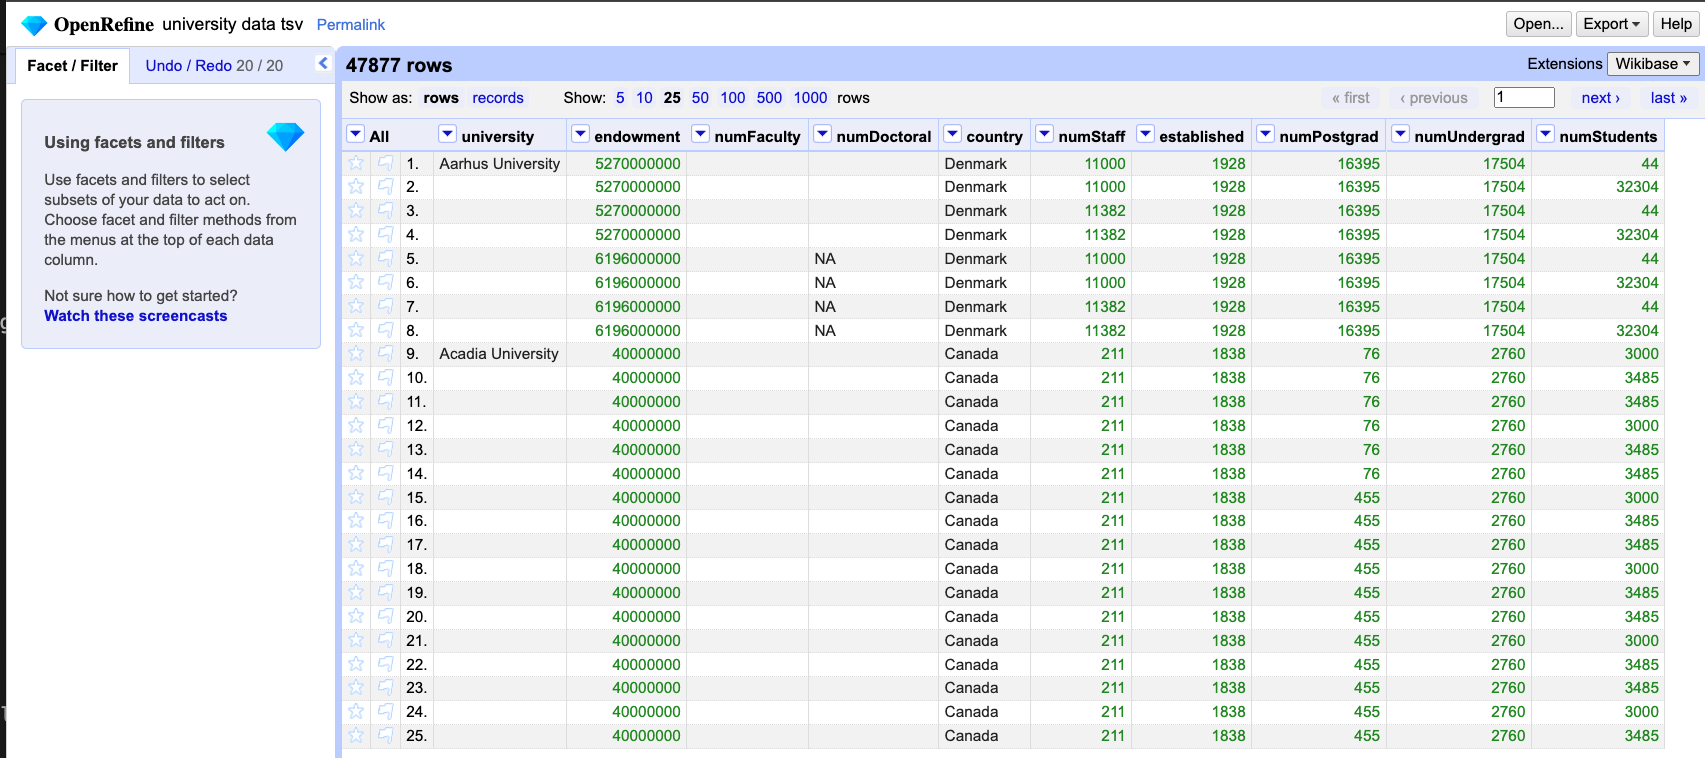 OpenRefine university data tsv Permalink Open... Export Help
Facet / Filter Undo / Redo 20 / 20
47877 rows Extensions Wikibase
Show as: rows records Show: 5 10 25 50 100 500 1000 rows « first ‹ previous 1 next › last »
Using facets and filters
Use facets and filters to select
subsets of your data to act on.
Choose facet and filter methods from
the menus at the top of each data
column.
Not sure how to get started?
Watch these screencasts
All university endowment numFaculty numDoctoral country numStaff established numPostgrad numUndergrad numStudents
1. Aarhus University 5270000000 Denmark 11000 1928 16395 17504 44
2. 5270000000 Denmark 11000 1928 16395 17504 32304
3. 5270000000 Denmark 11382 1928 16395 17504 44
4. 5270000000 Denmark 11382 1928 16395 17504 32304
5. 6196000000 NA Denmark 11000 1928 16395 17504 44
6. 6196000000 NA Denmark 11000 1928 16395 17504 32304
7. 6196000000 NA Denmark 11382 1928 16395 17504 44
8. 6196000000 NA Denmark 11382 1928 16395 17504 32304
9. Acadia University 40000000 Canada 211 1838 76 2760 3000
10. 40000000 Canada 211 1838 76 2760 3485
11. 40000000 Canada 211 1838 76 2760 3485
12. 40000000 Canada 211 1838 76 2760 3000
13. 40000000 Canada 211 1838 76 2760 3485
14. 40000000 Canada 211 1838 76 2760 3485
15. 40000000 Canada 211 1838 455 2760 3000
16. 40000000 Canada 211 1838 455 2760 3485
17. 40000000 Canada 211 1838 455 2760 3485
18. 40000000 Canada 211 1838 455 2760 3000
19. 40000000 Canada 211 1838 455 2760 3485
20. 40000000 Canada 211 1838 455 2760 3485
21. 40000000 Canada 211 1838 455 2760 3000
22. 40000000 Canada 211 1838 455 2760 3485
23. 40000000 Canada 211 1838 455 2760 3485
24. 40000000 Canada 211 1838 455 2760 3000
25. 40000000 Canada 211 1838 455 2760 3485